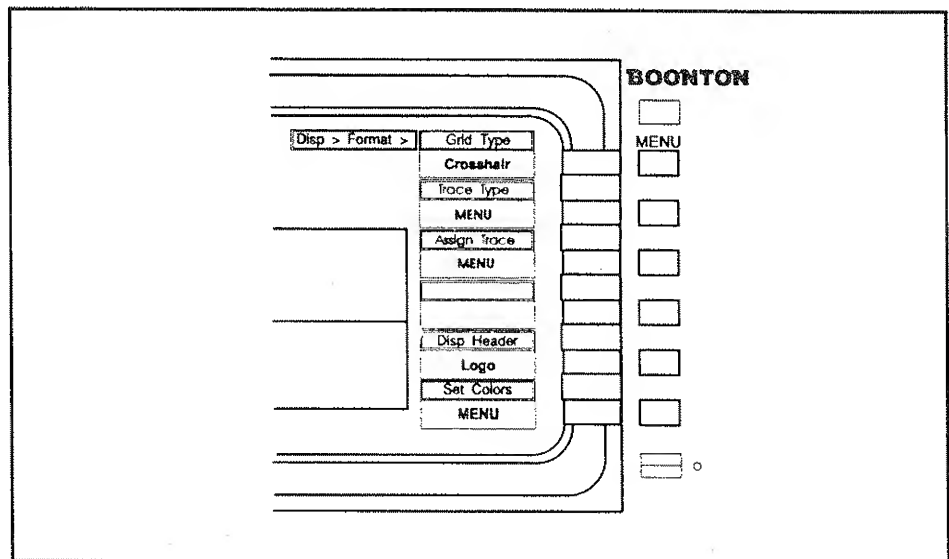 BOONTON
Disp > Format >
Grid Type
MENU
Crosshair
Trace Type
MENU
Assign Trace
MENU
Disp Header
Logo
Set Colors
MENU